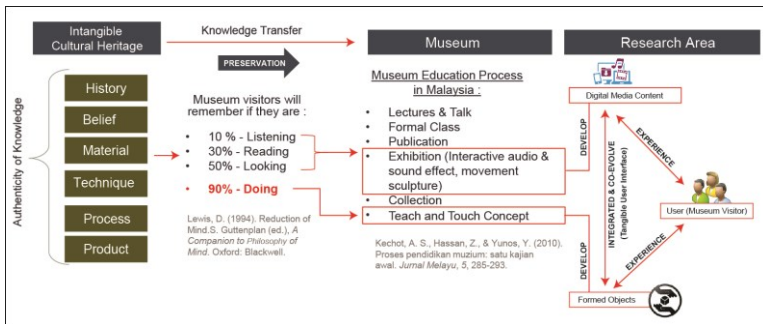 Intangible
Cultural Heritage
Knowledge Transfer
PRESERVATION
Museum
Research Area
Authenticity of Knowledge
History
Belief
Material
Technique
Process
Product
Museum visitors will
remember if they are :
• 10 % - Listening
• 30% - Reading
• 50% - Looking
• 90% - Doing
Lewis, D. (1994). Reduction of
Mind.S. Guttenplan (ed.), A
Companion to Philosophy of
Mind. Oxford: Blackwell.
Museum Education Process
in Malaysia :
• Lectures & Talk
• Formal Class
• Publication
• Exhibition (Interactive audio &
sound effect, movement
sculpture)
• Collection
• Teach and Touch Concept
Kechot, A. S., Hassan, Z., & Yunos, Y. (2010).
Proses pendidikan muzium: satu kajian
awal. Jurnal Melayu, 5, 285-293.
Digital Media Content
DEVELOP
INTEGRATED & CO-EVOLVE
(Tangible User Interface)
EXPERIENCE
User (Museum Visitor)
DEVELOP
EXPERIENCE
Formed Objects